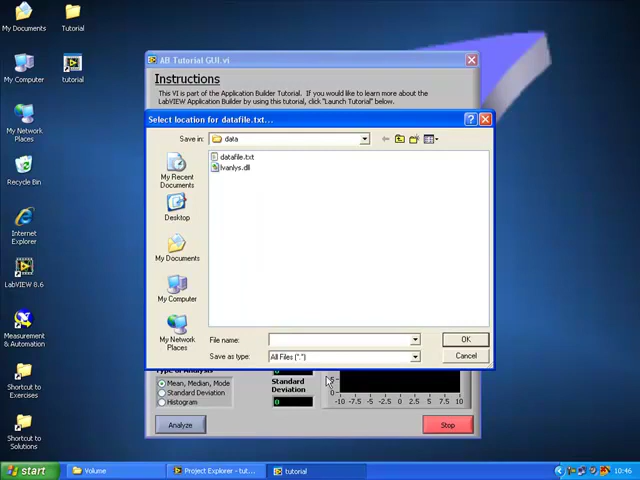 My Documents
Tutorial
My Computer
tutorial
My Network
Places
Recycle Bin
Internet
Explorer
LabVIEW 8.6
Measurement
& Automation
Shortcut to
Exercises
Shortcut to
Solutions
AB Tutorial GUI.vi
Instructions
This VI is part of the Application Builder Tutorial. If you would like to learn more about the
LabVIEW Application Builder by using this tutorial, click "Launch Tutorial" below.
Select location for datafile.txt...
Save in:
data
My Recent
Documents
Desktop
My Documents
My Computer
My Network
Places
datafile.txt
lvanlys.dll
File name:
OK
Save as type:
All Files (*.*)
Cancel
Mean, Median, Mode
Standard Deviation
Histogram
0
Standard
Deviation
0
0
-10 -7.5 -5 -2.5 0 2.5 5 7.5 10
Analyze
Stop
start
Volume
Project Explorer - tut...
tutorial
10:46